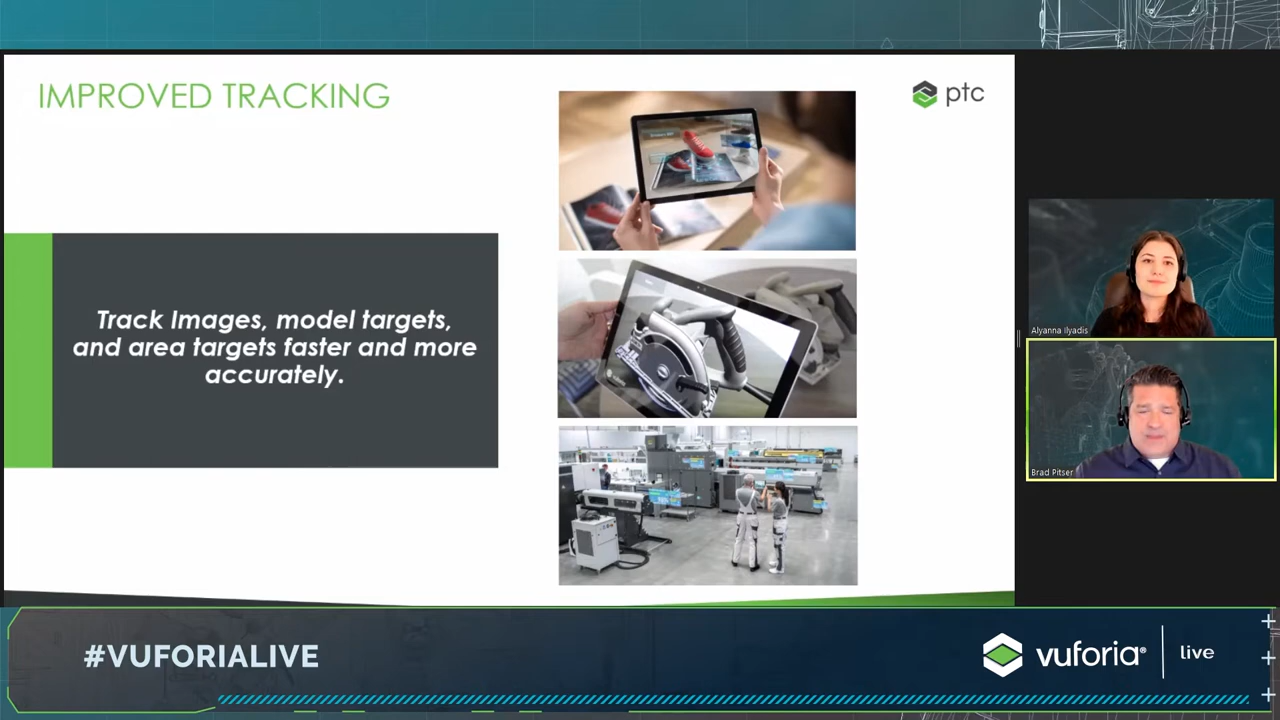 IMPROVED TRACKING
ptc
Track Images, model targets,
and area targets faster and more
accurately.
Alyanna Ilyadis
Brad Pitser
#VUFORIALIVE
vuforia® live